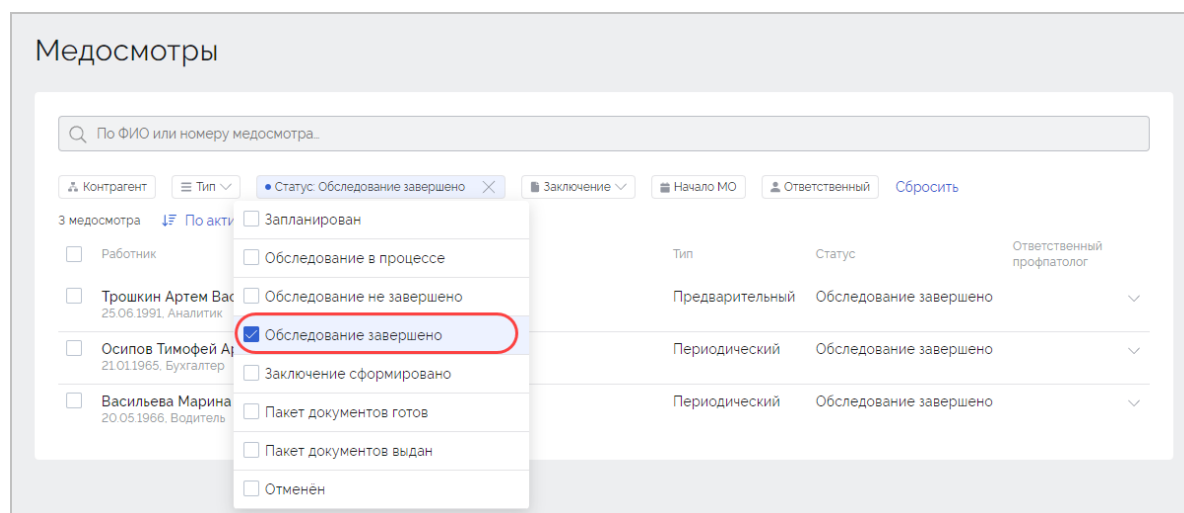 Медосмотры
По ФИО или номеру медосмотра...
Контрагент Тип Статус: Обследование завершено Заключение Начало МО Ответственный Сбросить
3 медосмотра По акти
Запланирован
Обследование в процессе
Обследование не завершено
Обследование завершено
Заключение сформировано
Пакет документов готов
Пакет документов выдан
Отменён
Работник Тип Статус Ответственный
профпатолог
Трошкин Артем Вас Предварительный Обследование завершено
25.06.1991, Аналитик
Осипов Тимофей Ар Периодический Обследование завершено
21.01.1965, Бухгалтер
Васильева Марина Периодический Обследование завершено
20.05.1966, Водитель